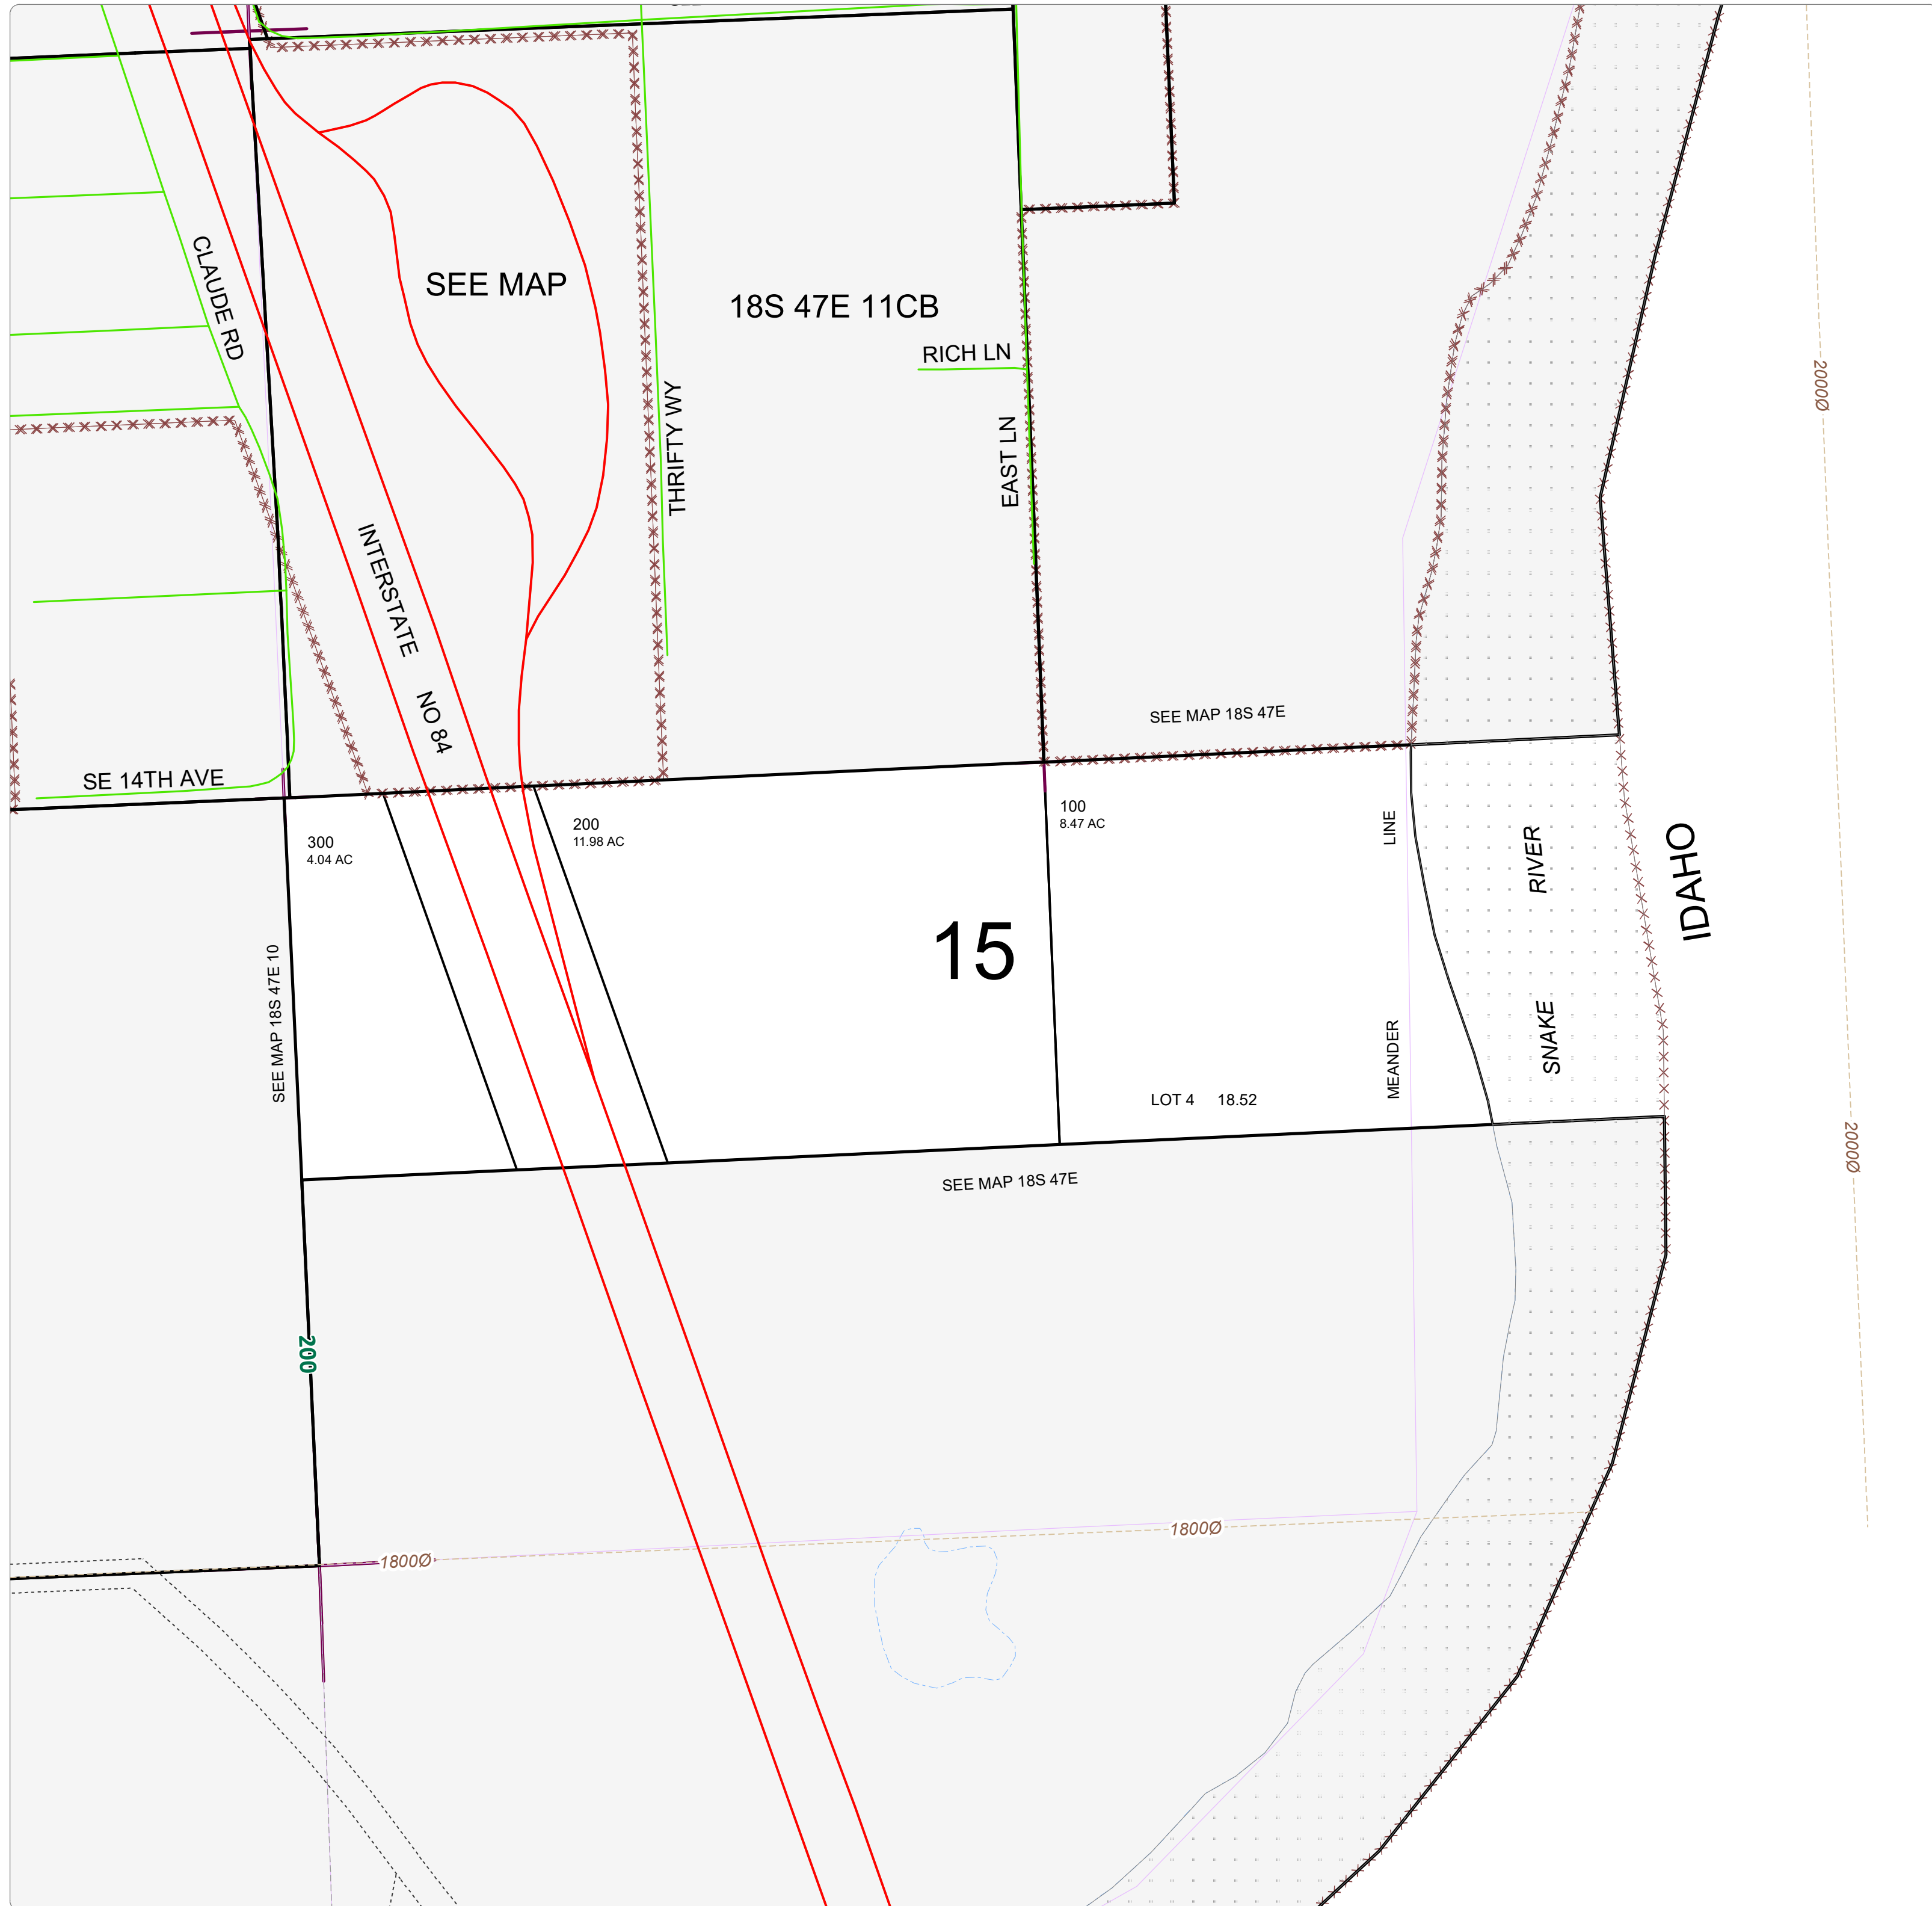 CLAUDE RD
SEE MAP
18S 47E 11CB
RICH LN
THRIFTY WY
EAST LN
2000Ø
INTERSTATE
NO 84
SE 14TH AVE
SEE MAP 18S 47E
300
4.04 AC
200
11.98 AC
100
8.47 AC
LINE
RIVER
IDAHO
15
SEE MAP 18S 47E 10
MEANDER
SNAKE
LOT 4 18.52
2000Ø
SEE MAP 18S 47E
200
1800Ø
1800Ø